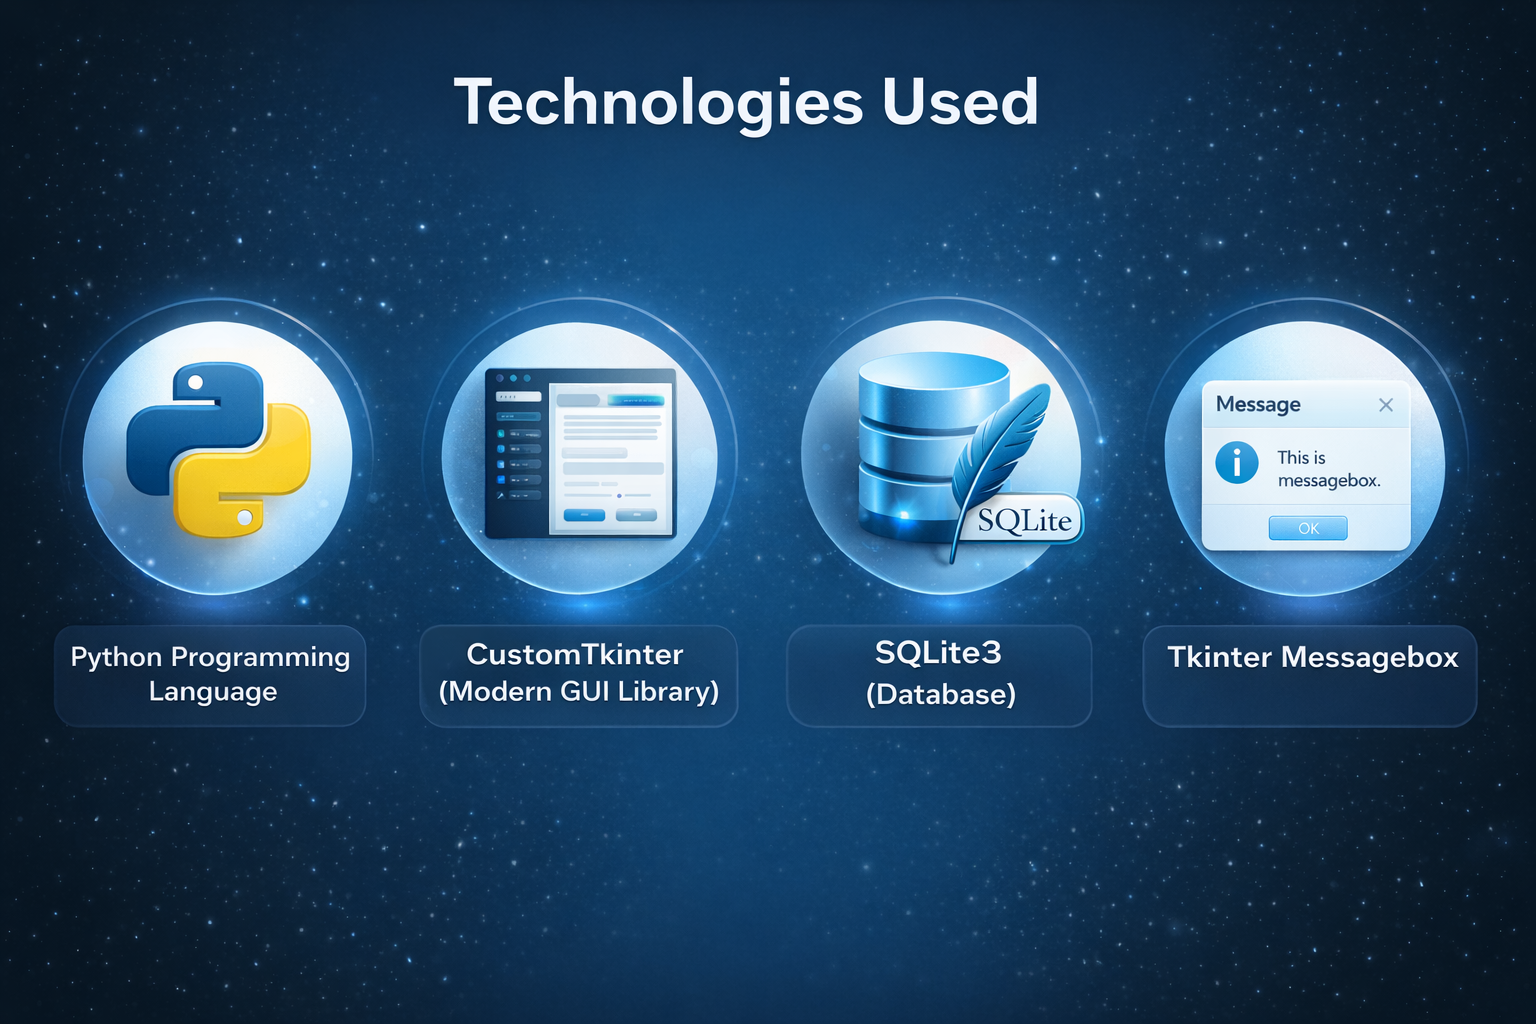 Technologies Used
SQLite
Message
This is
messagebox.
OK
Python Programming
Language
CustomTkinter
(Modern GUI Library)
SQLite3
(Database)
Tkinter Messagebox